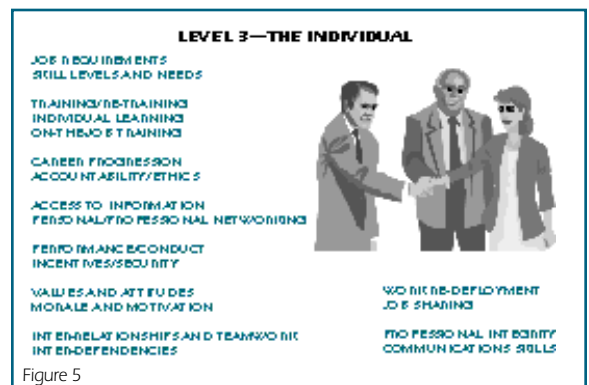 LEVEL 3—THE INDIVIDUAL
JOB REQUIREMENTS
SKILL LEVELS AND NEEDS
TRAINING/RE-TRAINING
INDIVIDUAL LEARNING
ON-THE-JOB TRAINING
CAREER PROGRESSION
ACCOUNTABILITY/ETHICS
ACCESS TO INFORMATION
PERSONAL/PROFESSIONAL NETWORKING
PERFORMANCE/CONDUCT
INCENTIVES/SECURITY
VALUES AND ATTITUDES
MORALE AND MOTIVATION
INTER-RELATIONSHIPS AND TEAMWORK
INTER-DEPENDENCIES
WORK RE-DEPLOYMENT
JOB SHARING
PROFESSIONAL INTEGRITY
COMMUNICATIONS SKILLS
Figure 5